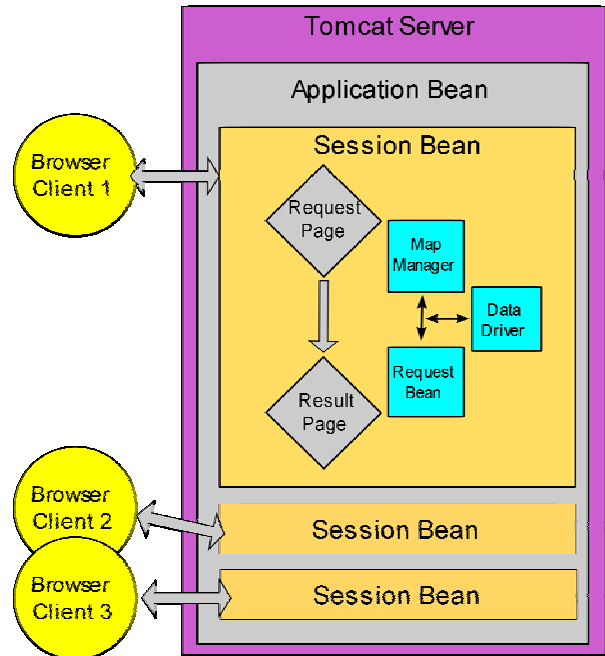 Tomcat Server
Application Bean
Session Bean
Browser
Client 1
Request
Page
Map
Manager
Data
Driver
Request
Bean
Result
Page
Browser
Client 2
Session Bean
Browser
Client 3
Session Bean